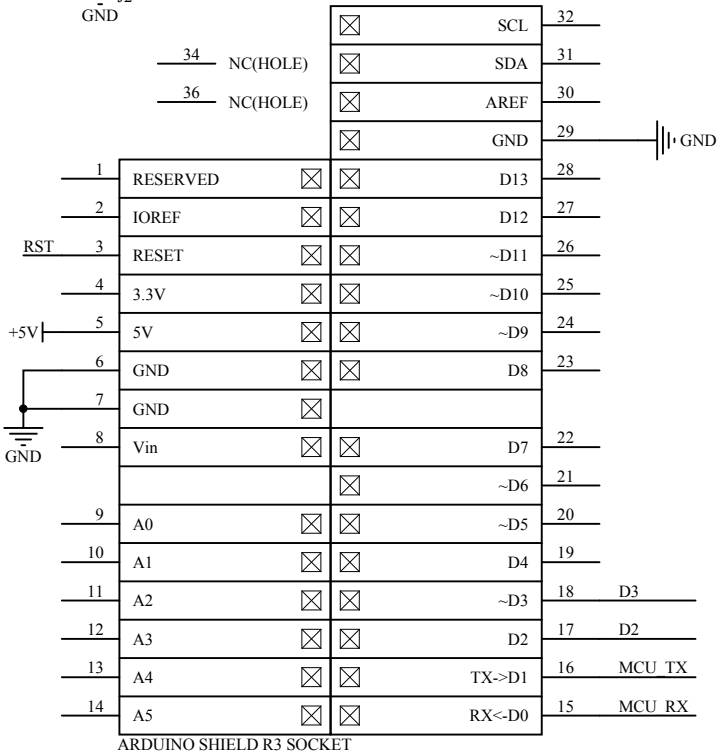 J2
GND
SCL 32
34 NC(HOLE) SDA 31
36 NC(HOLE) AREF 30
GND 29 GND
1 RESERVED D13 28
2 IOREF D12 27
RST 3 RESET ~D11 26
4 3.3V ~D10 25
+5V 5 5V ~D9 24
6 GND D8 23
7 GND
GND 8 Vin D7 22
~D6 21
9 A0 ~D5 20
10 A1 D4 19
11 A2 ~D3 18 D3
12 A3 D2 17 D2
13 A4 TX->D1 16 MCU_TX
14 A5 RX<-D0 15 MCU_RX
ARDUINO SHIELD R3 SOCKET